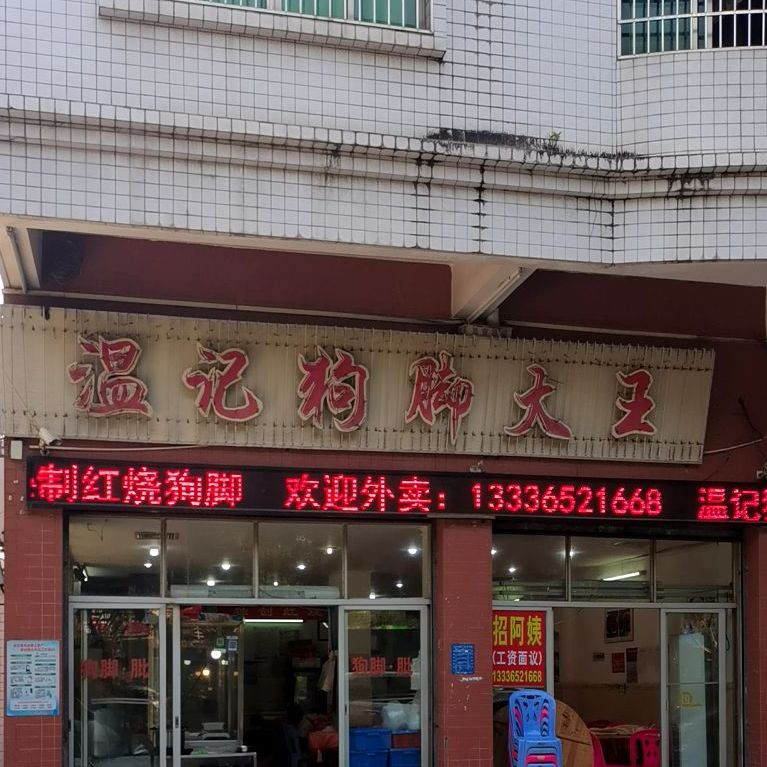 温记狗脚大王
制红烧狗脚 欢迎外卖：13336521668 温记
狗脚 批
狗脚 批
招阿姨
(工资面议)
13336521668